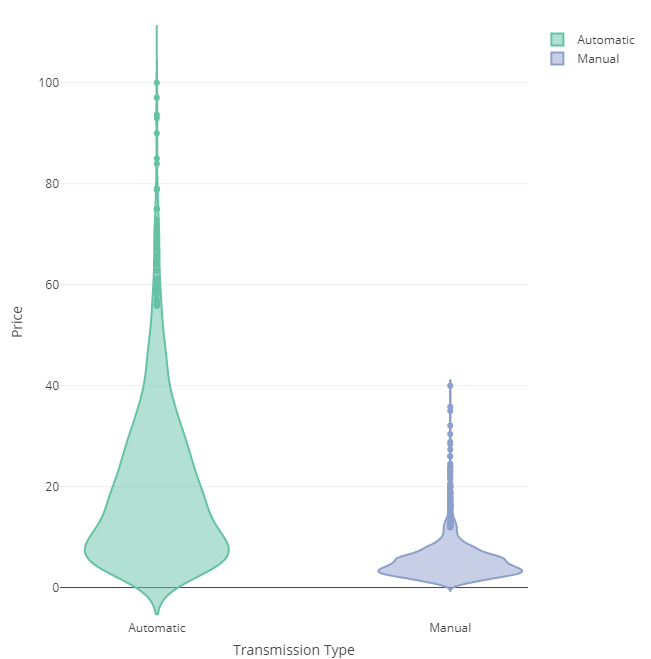 Automatic
Manual
100
80
60
40
20
0
Price
Automatic
Manual
Transmission Type